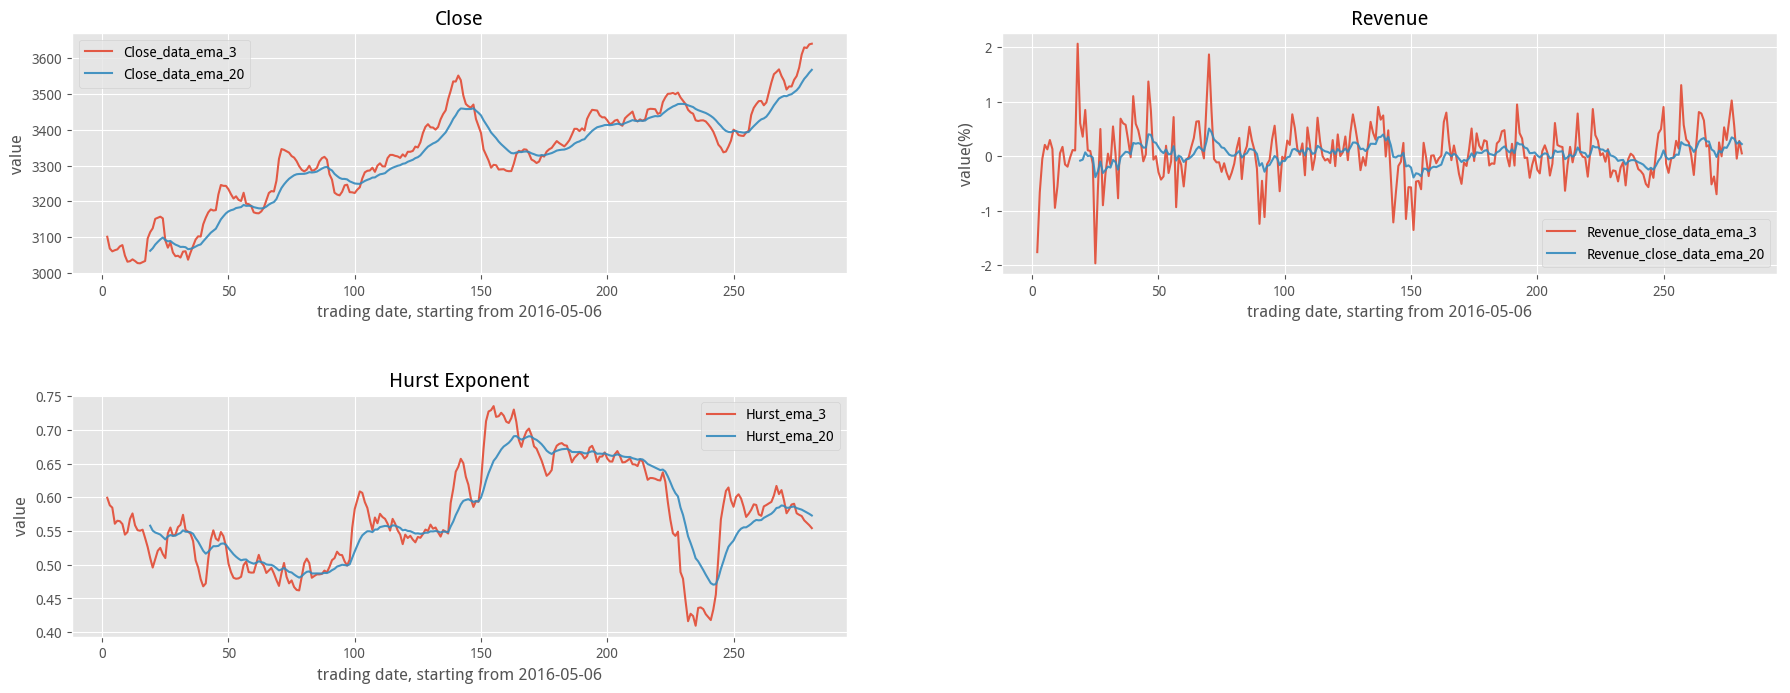 Close
Close_data_ema_3
Close_data_ema_20
3600
3500
3400
3300
3200
3100
3000
value
0 50 100 150 200 250
trading date, starting from 2016-05-06
Revenue
2
1
0
-1
-2
value(%)
Revenue_close_data_ema_3
Revenue_close_data_ema_20
0 50 100 150 200 250
trading date, starting from 2016-05-06
Hurst Exponent
Hurst_ema_3
Hurst_ema_20
0.75
0.70
0.65
0.60
0.55
0.50
0.45
0.40
value
0 50 100 150 200 250
trading date, starting from 2016-05-06